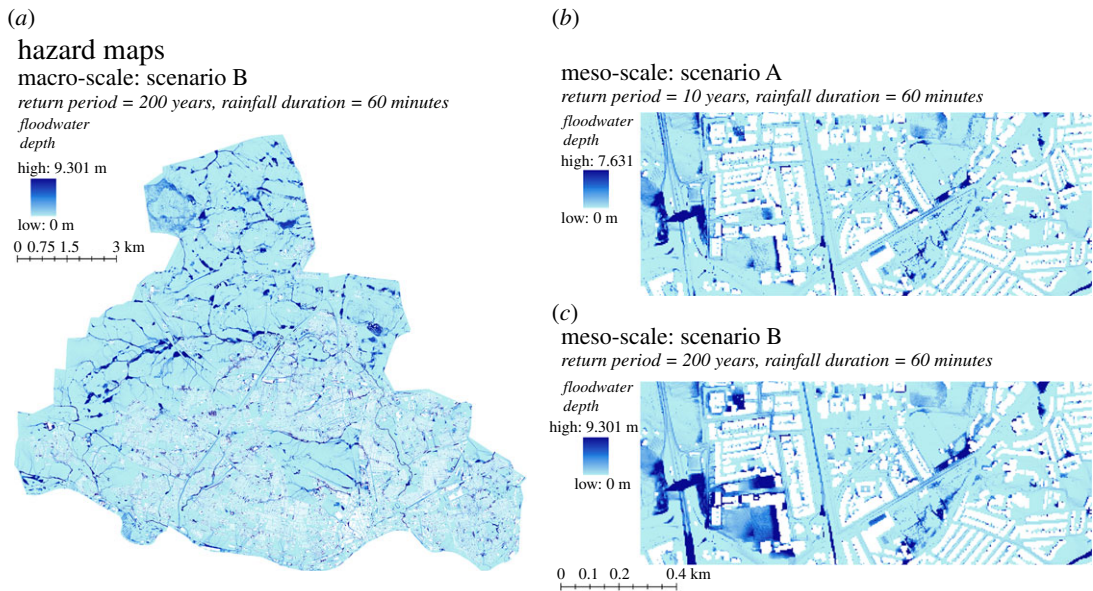 (a)
hazard maps
macro-scale: scenario B
return period = 200 years, rainfall duration = 60 minutes
floodwater
depth
high: 9.301 m
low: 0 m
0 0.75 1.5 3 km
(b)
meso-scale: scenario A
return period = 10 years, rainfall duration = 60 minutes
floodwater
depth
high: 7.631
low: 0 m
(c)
meso-scale: scenario B
return period = 200 years, rainfall duration = 60 minutes
floodwater
depth
high: 9.301 m
low: 0 m
0 0.1 0.2 0.4 km